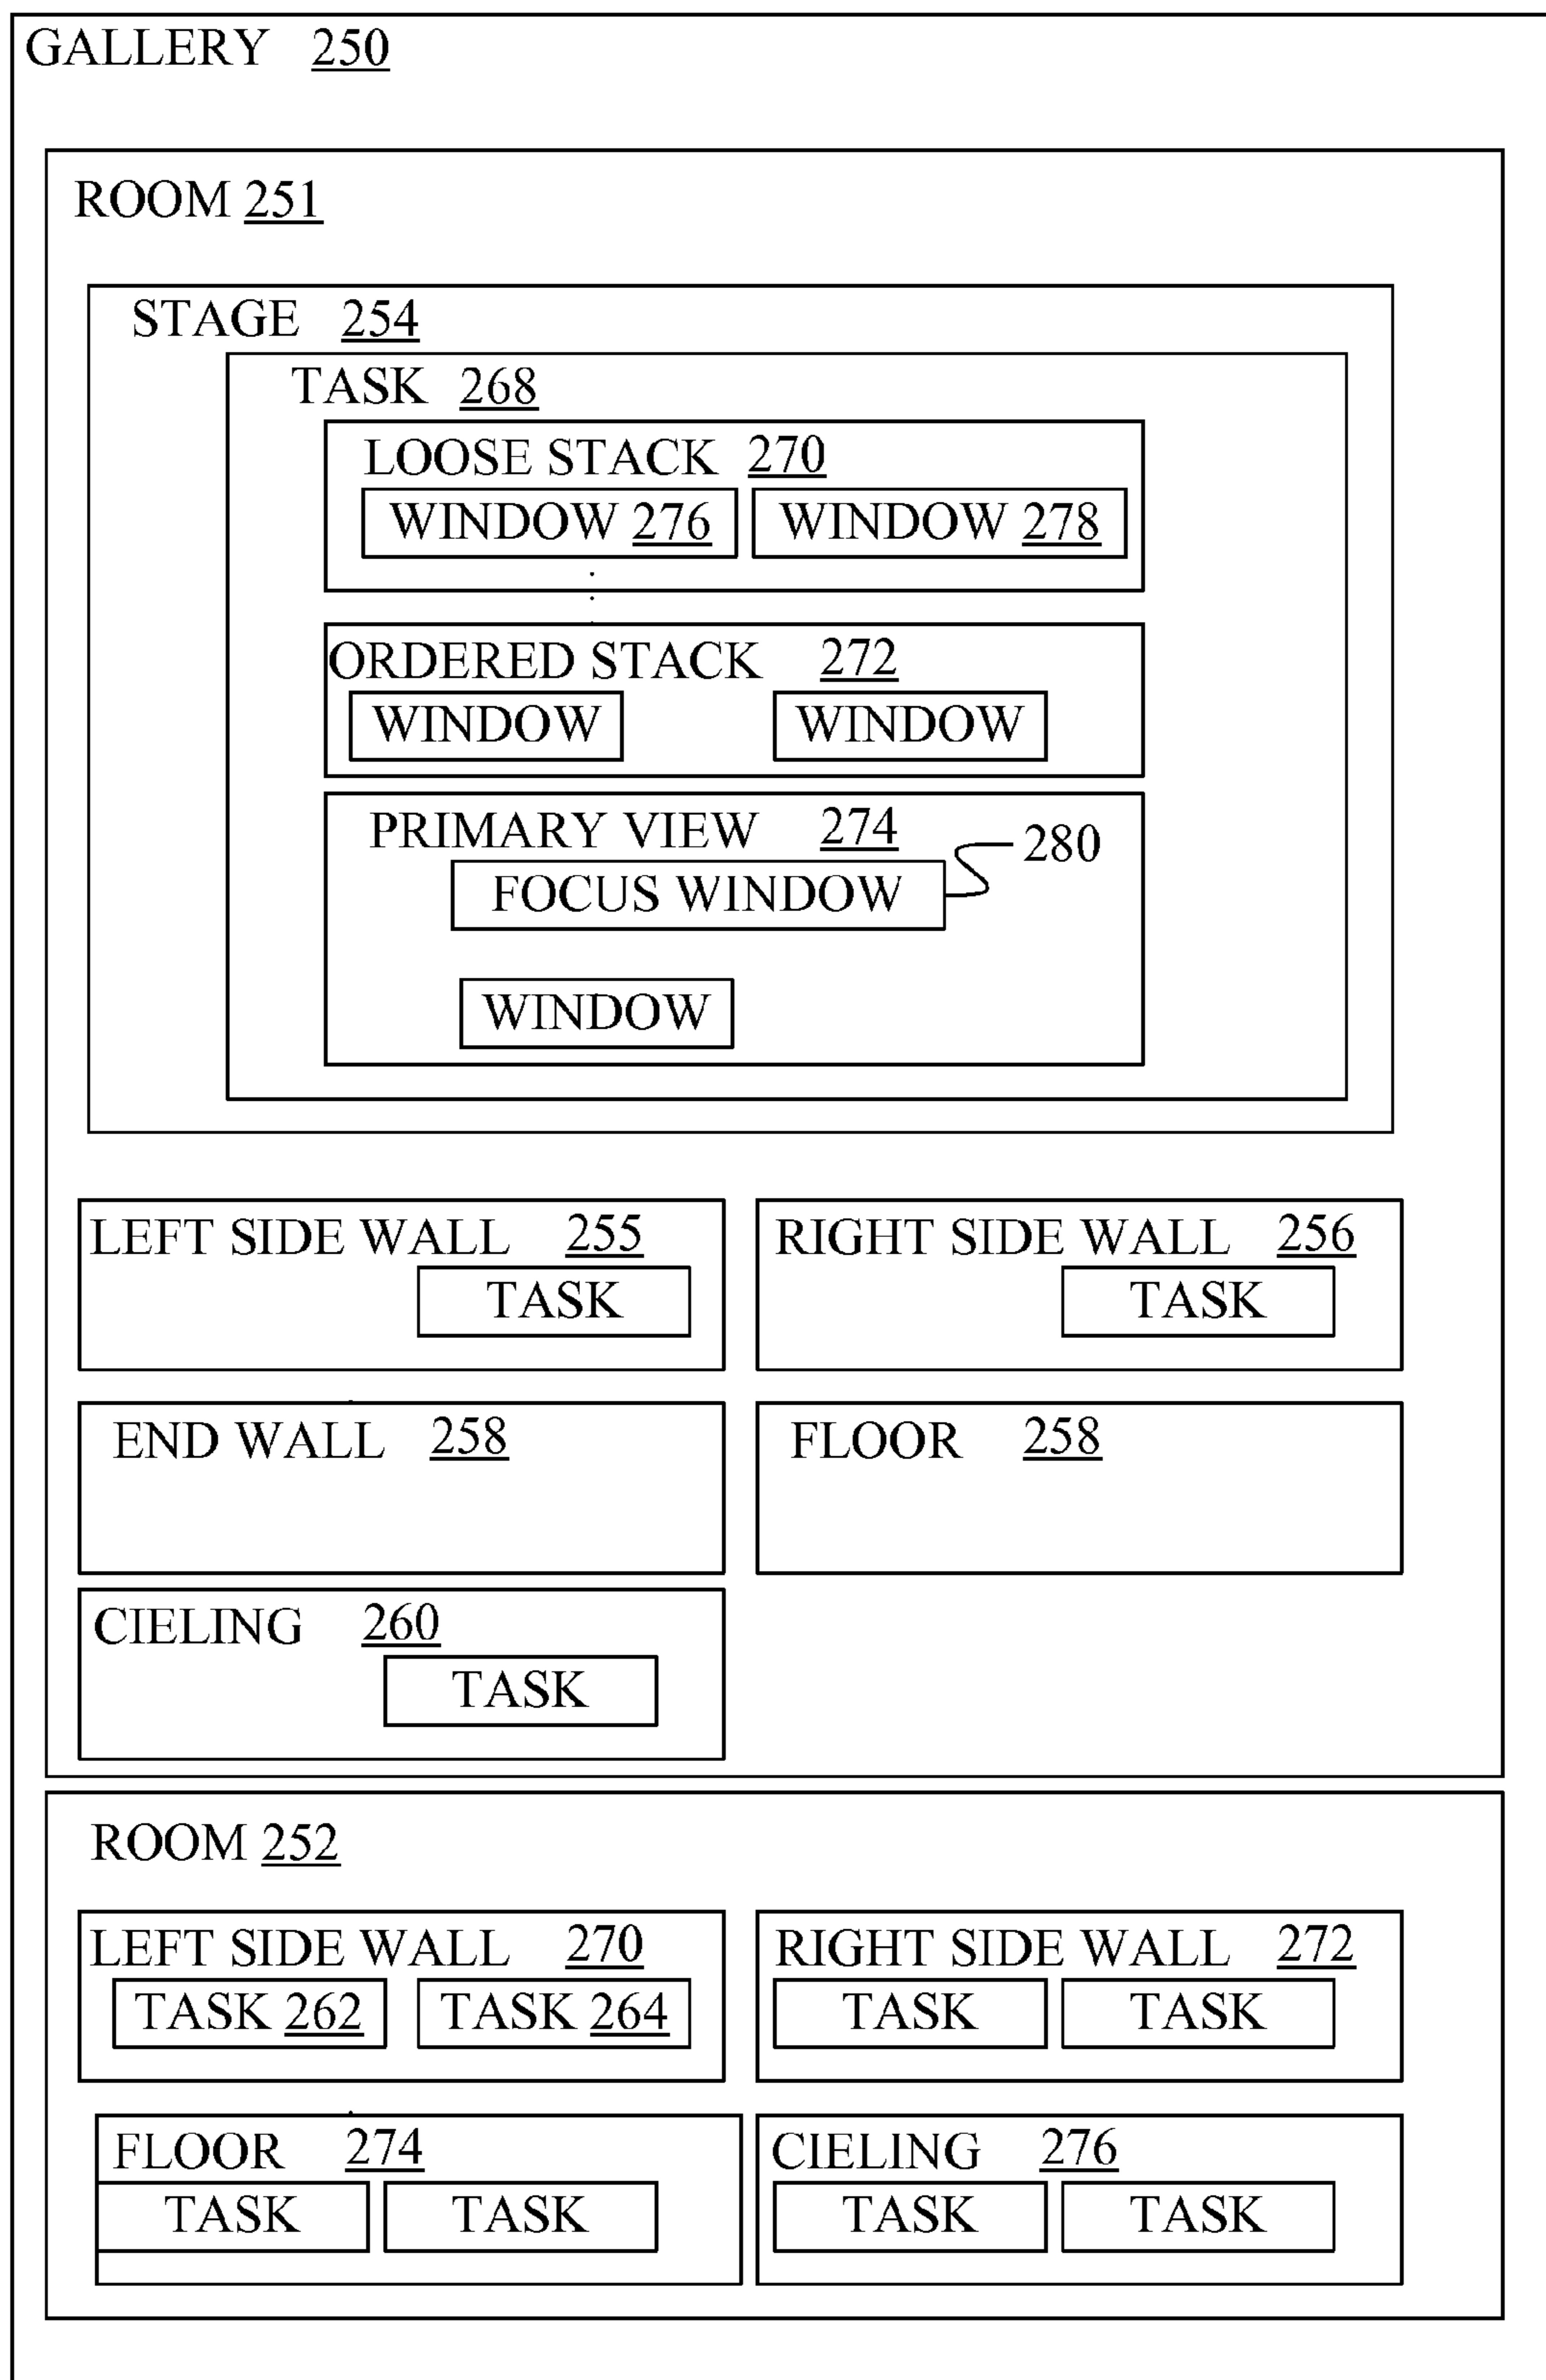 GALLERY 250
ROOM 251
STAGE 254
TASK 268
LOOSE STACK 270
WINDOW 276 WINDOW 278
ORDERED STACK 272
WINDOW WINDOW
PRIMARY VIEW 274
280
FOCUS WINDOW
WINDOW
LEFT SIDE WALL 255 RIGHT SIDE WALL 256
TASK TASK
END WALL 258 FLOOR 258
CIELING 260
TASK
ROOM 252
LEFT SIDE WALL 270 RIGHT SIDE WALL 272
TASK 262 TASK 264 TASK TASK
FLOOR 274 CIELING 276
TASK TASK TASK TASK